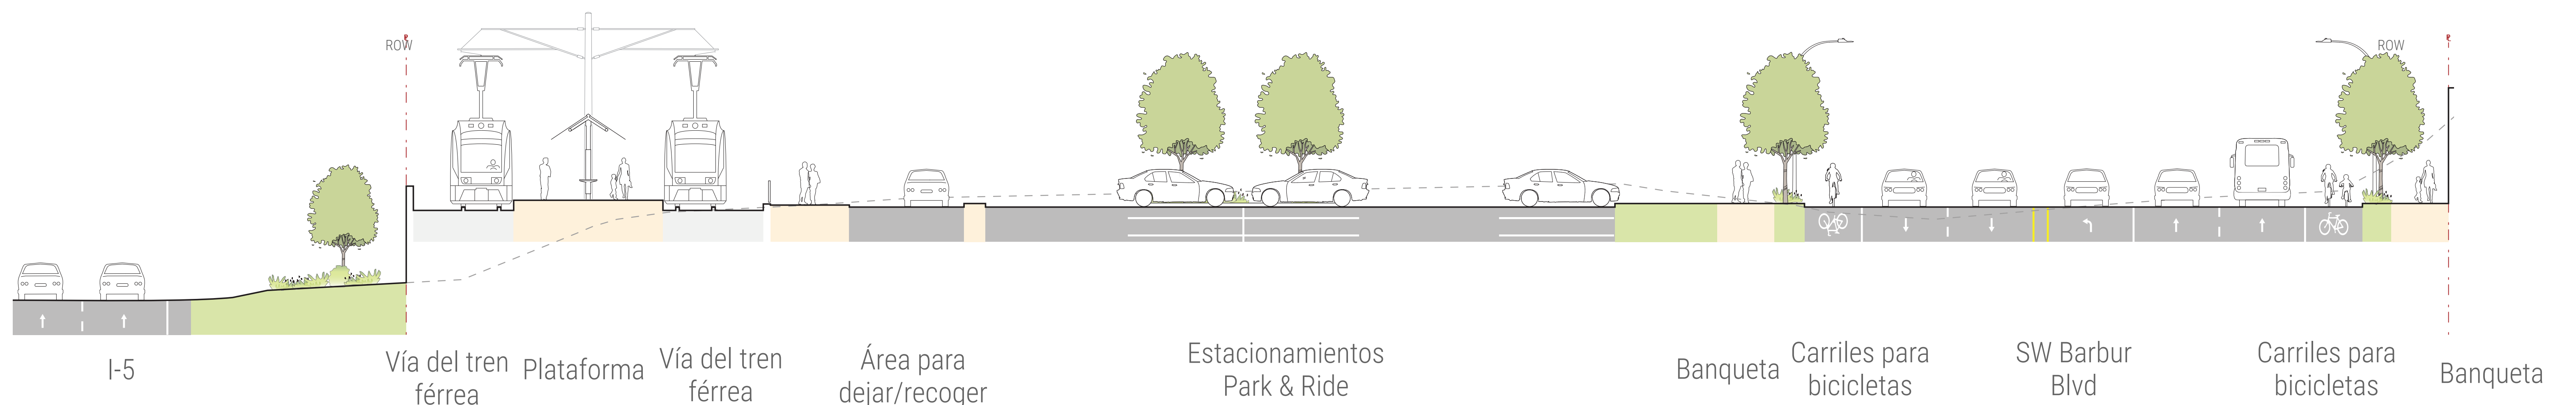 ROW
ROW
I-5
Vía del tren
férrea
Plataforma
Vía del tren
férrea
Área para
dejar/recoger
Estacionamientos
Park & Ride
Banqueta
Carriles para
bicicletas
SW Barbur
Blvd
Carriles para
bicicletas
Banqueta